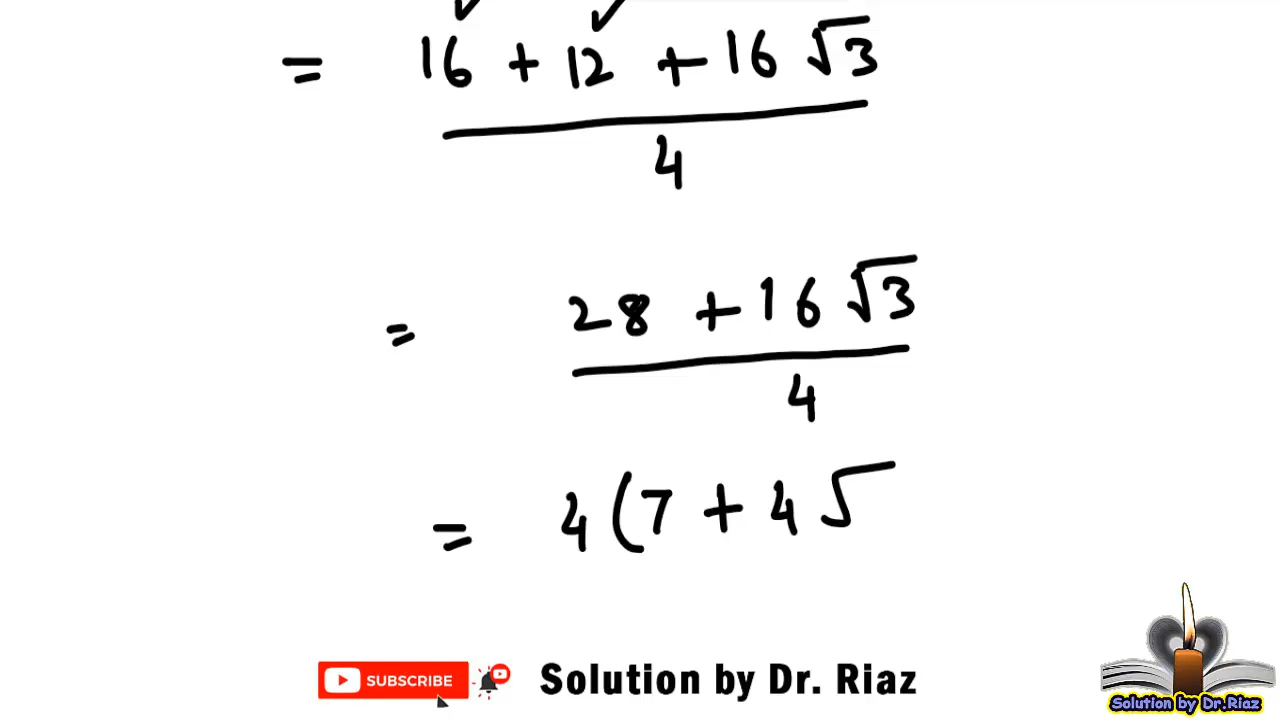 = 16 + 12 + 16 √3
4
= 28 + 16 √3
4
= 4 (7 + 4 √
SUBSCRIBE
Solution by Dr. Riaz
Solution by Dr.Riaz